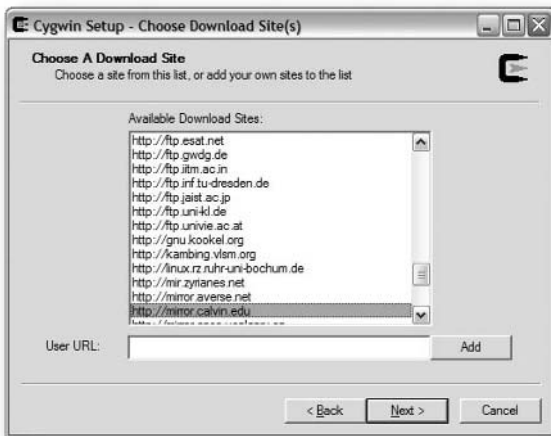 Cygwin Setup - Choose Download Site(s)
Choose A Download Site
Choose a site from this list, or add your own sites to the list
Available Download Sites:
http://ftp.esat.net
http://ftp.gwdg.de
http://ftp.iitm.ac.in
http://ftp.inf.tu-dresden.de
http://ftp.jaist.ac.jp
http://ftp.uni-kl.de
http://ftp.univie.ac.at
http://gnu.kookel.org
http://kambing.vlsm.org
http://linux.rz.ruhr-uni-bochum.de
http://mir.zyrianes.net
http://mirror.averse.net
http://mirror.calvin.edu
User URL:
Add
< Back
Next >
Cancel